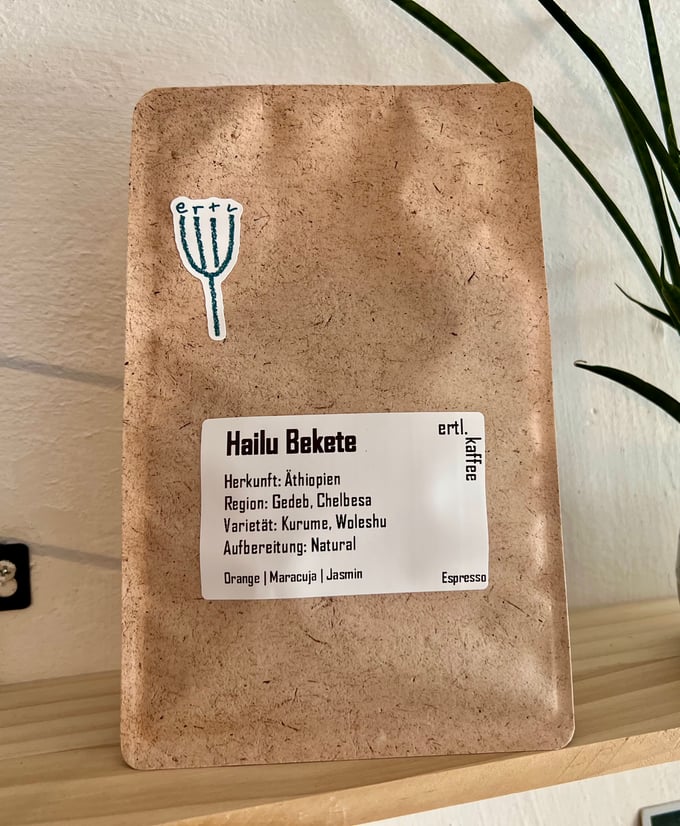 ertl
Hailu Bekete
ertl.
kaffee
Herkunft: Äthiopien
Region: Gedeb, Chelbesa
Varietät: Kurume, Woleshu
Aufbereitung: Natural
Orange | Maracuja | Jasmin
Espresso